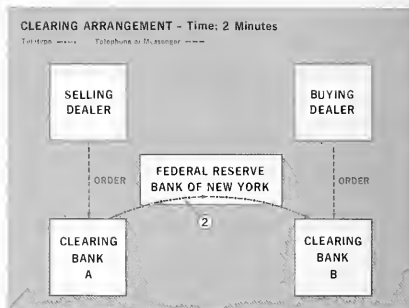 CLEARING ARRANGEMENT - Time: 2 Minutes
Teletype Telephone or Messenger
SELLING
DEALER
BUYING
DEALER
FEDERAL RESERVE
BANK OF NEW YORK
ORDER
ORDER
2
CLEARING
BANK
A
CLEARING
BANK
B